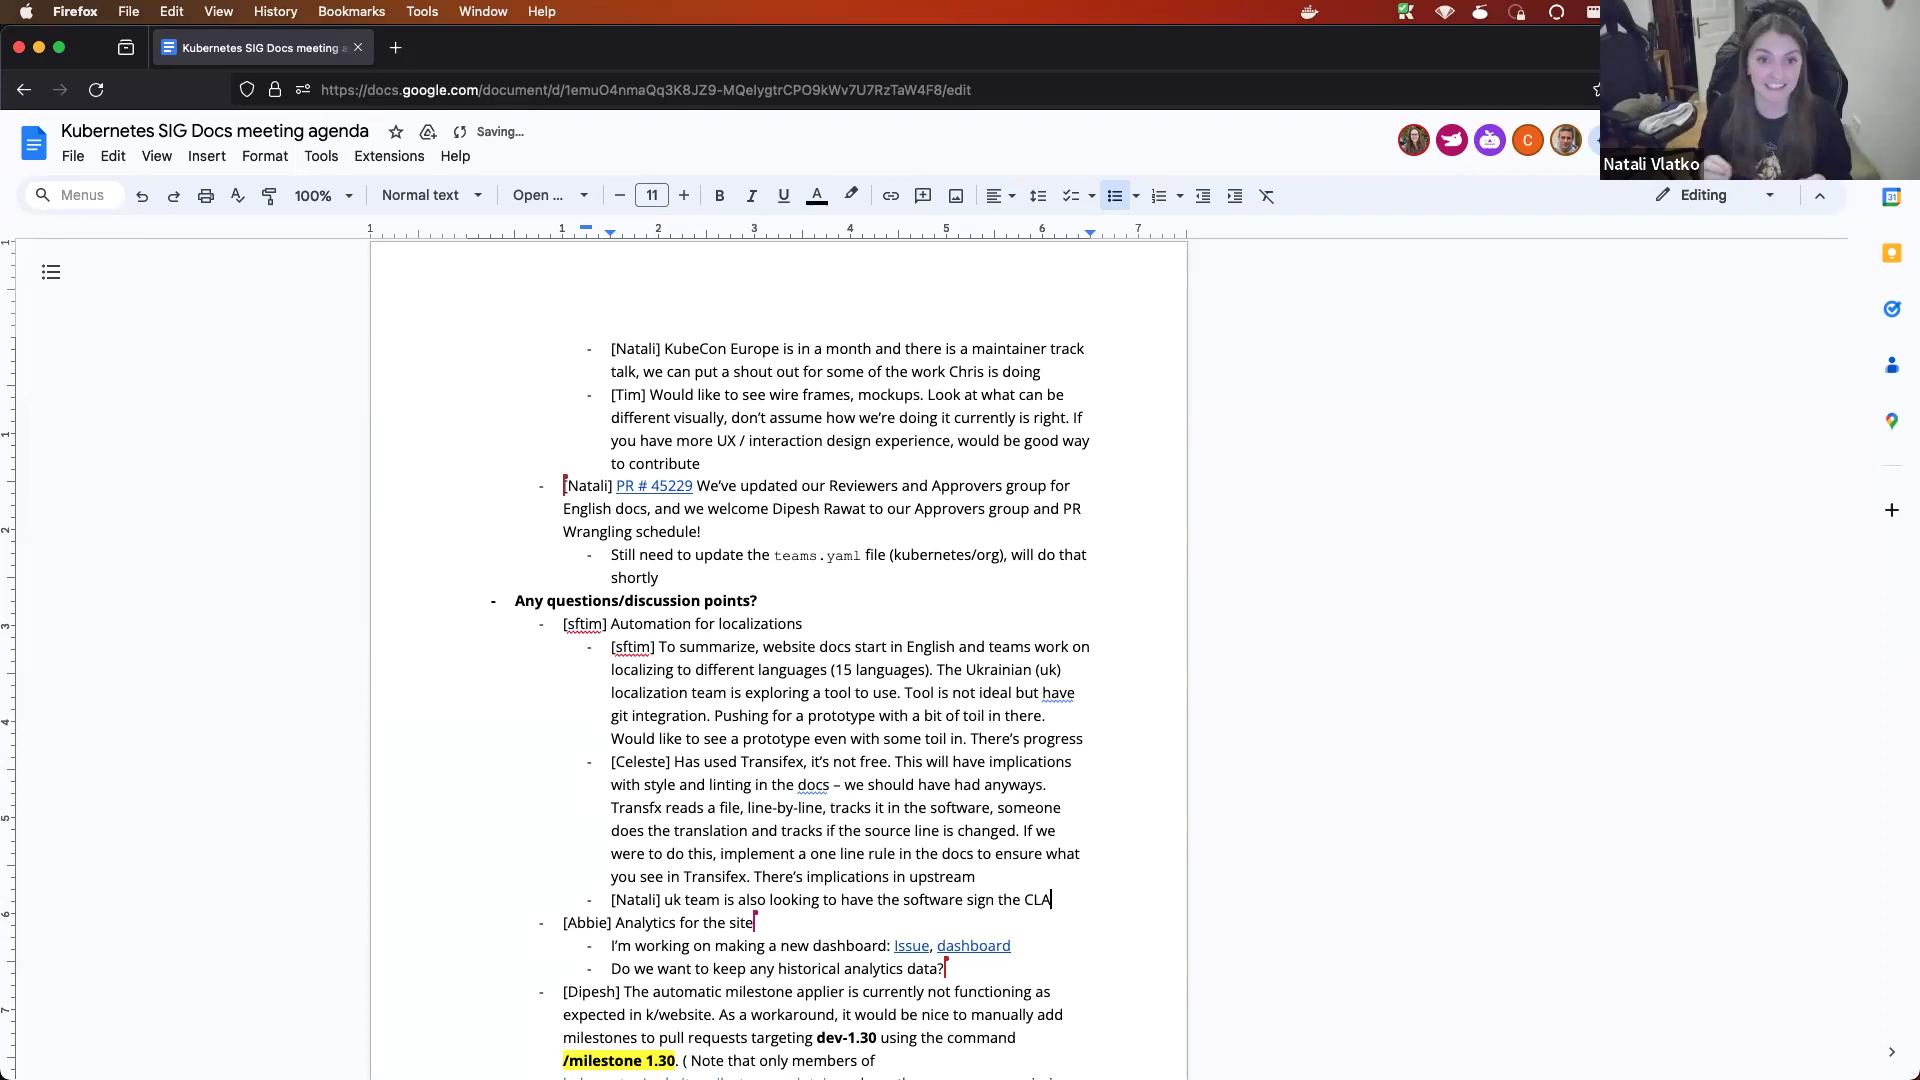 Firefox File Edit View History Bookmarks Tools Window Help
Kubernetes SIG Docs meeting a
https://docs.google.com/document/d/1emuO4nmaQq3K8JZ9-MQelygtrCPO9kWv7U7RzTaW4F8/edit
Kubernetes SIG Docs meeting agenda Saving...
File Edit View Insert Format Tools Extensions Help
C
Natali Vlatko
Menus 100% Normal text Open ... 11 B I U A Editing
31
1 1 2 3 4 5 6 7
- [Natali] KubeCon Europe is in a month and there is a maintainer track
talk, we can put a shout out for some of the work Chris is doing
- [Tim] Would like to see wire frames, mockups. Look at what can be
different visually, don’t assume how we’re doing it currently is right. If
you have more UX / interaction design experience, would be good way
to contribute
- [Natali] PR # 45229 We’ve updated our Reviewers and Approvers group for
English docs, and we welcome Dipesh Rawat to our Approvers group and PR
Wrangling schedule!
- Still need to update the teams.yaml file (kubernetes/org), will do that
shortly
- Any questions/discussion points?
- [sftim] Automation for localizations
- [sftim] To summarize, website docs start in English and teams work on
localizing to different languages (15 languages). The Ukrainian (uk)
localization team is exploring a tool to use. Tool is not ideal but have
git integration. Pushing for a prototype with a bit of toil in there.
Would like to see a prototype even with some toil in. There’s progress
- [Celeste] Has used Transifex, it’s not free. This will have implications
with style and linting in the docs – we should have had anyways.
Transfx reads a file, line-by-line, tracks it in the software, someone
does the translation and tracks if the source line is changed. If we
were to do this, implement a one line rule in the docs to ensure what
you see in Transifex. There’s implications in upstream
- [Natali] uk team is also looking to have the software sign the CLA
- [Abbie] Analytics for the site
- I’m working on making a new dashboard: Issue, dashboard
- Do we want to keep any historical analytics data?
- [Dipesh] The automatic milestone applier is currently not functioning as
expected in k/website. As a workaround, it would be nice to manually add
milestones to pull requests targeting dev-1.30 using the command
/milestone 1.30. ( Note that only members of